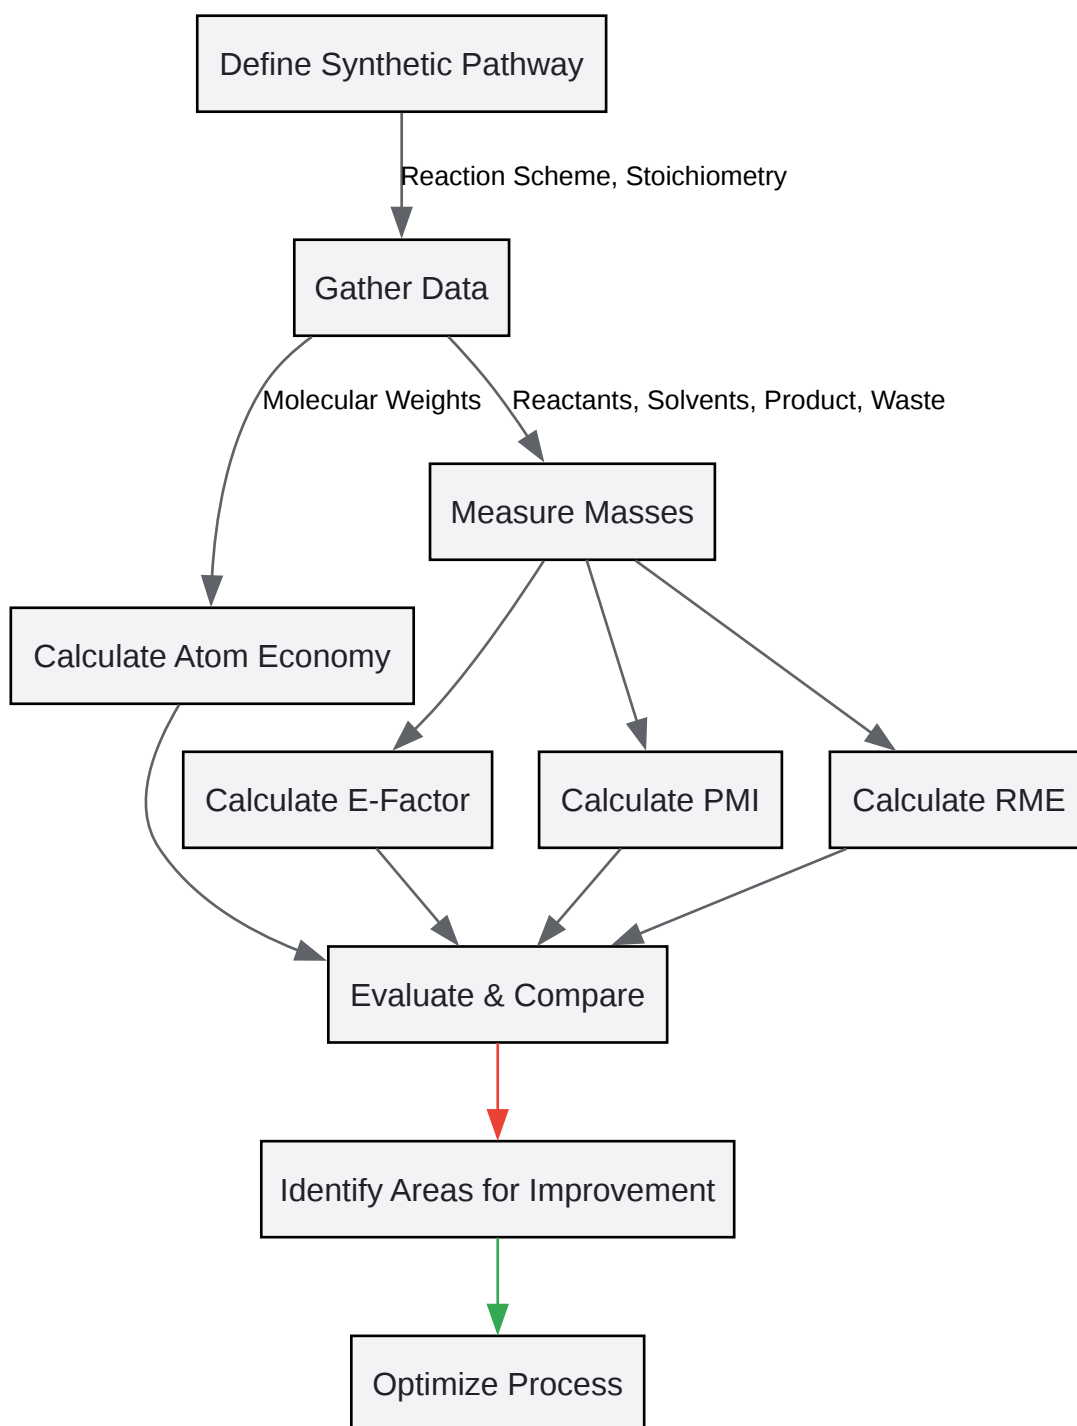 Define Synthetic Pathway
Reaction Scheme, Stoichiometry
Gather Data
Molecular Weights
Reactants, Solvents, Product, Waste
Measure Masses
Calculate Atom Economy
Calculate E-Factor
Calculate PMI
Calculate RME
Evaluate & Compare
Identify Areas for Improvement
Optimize Process